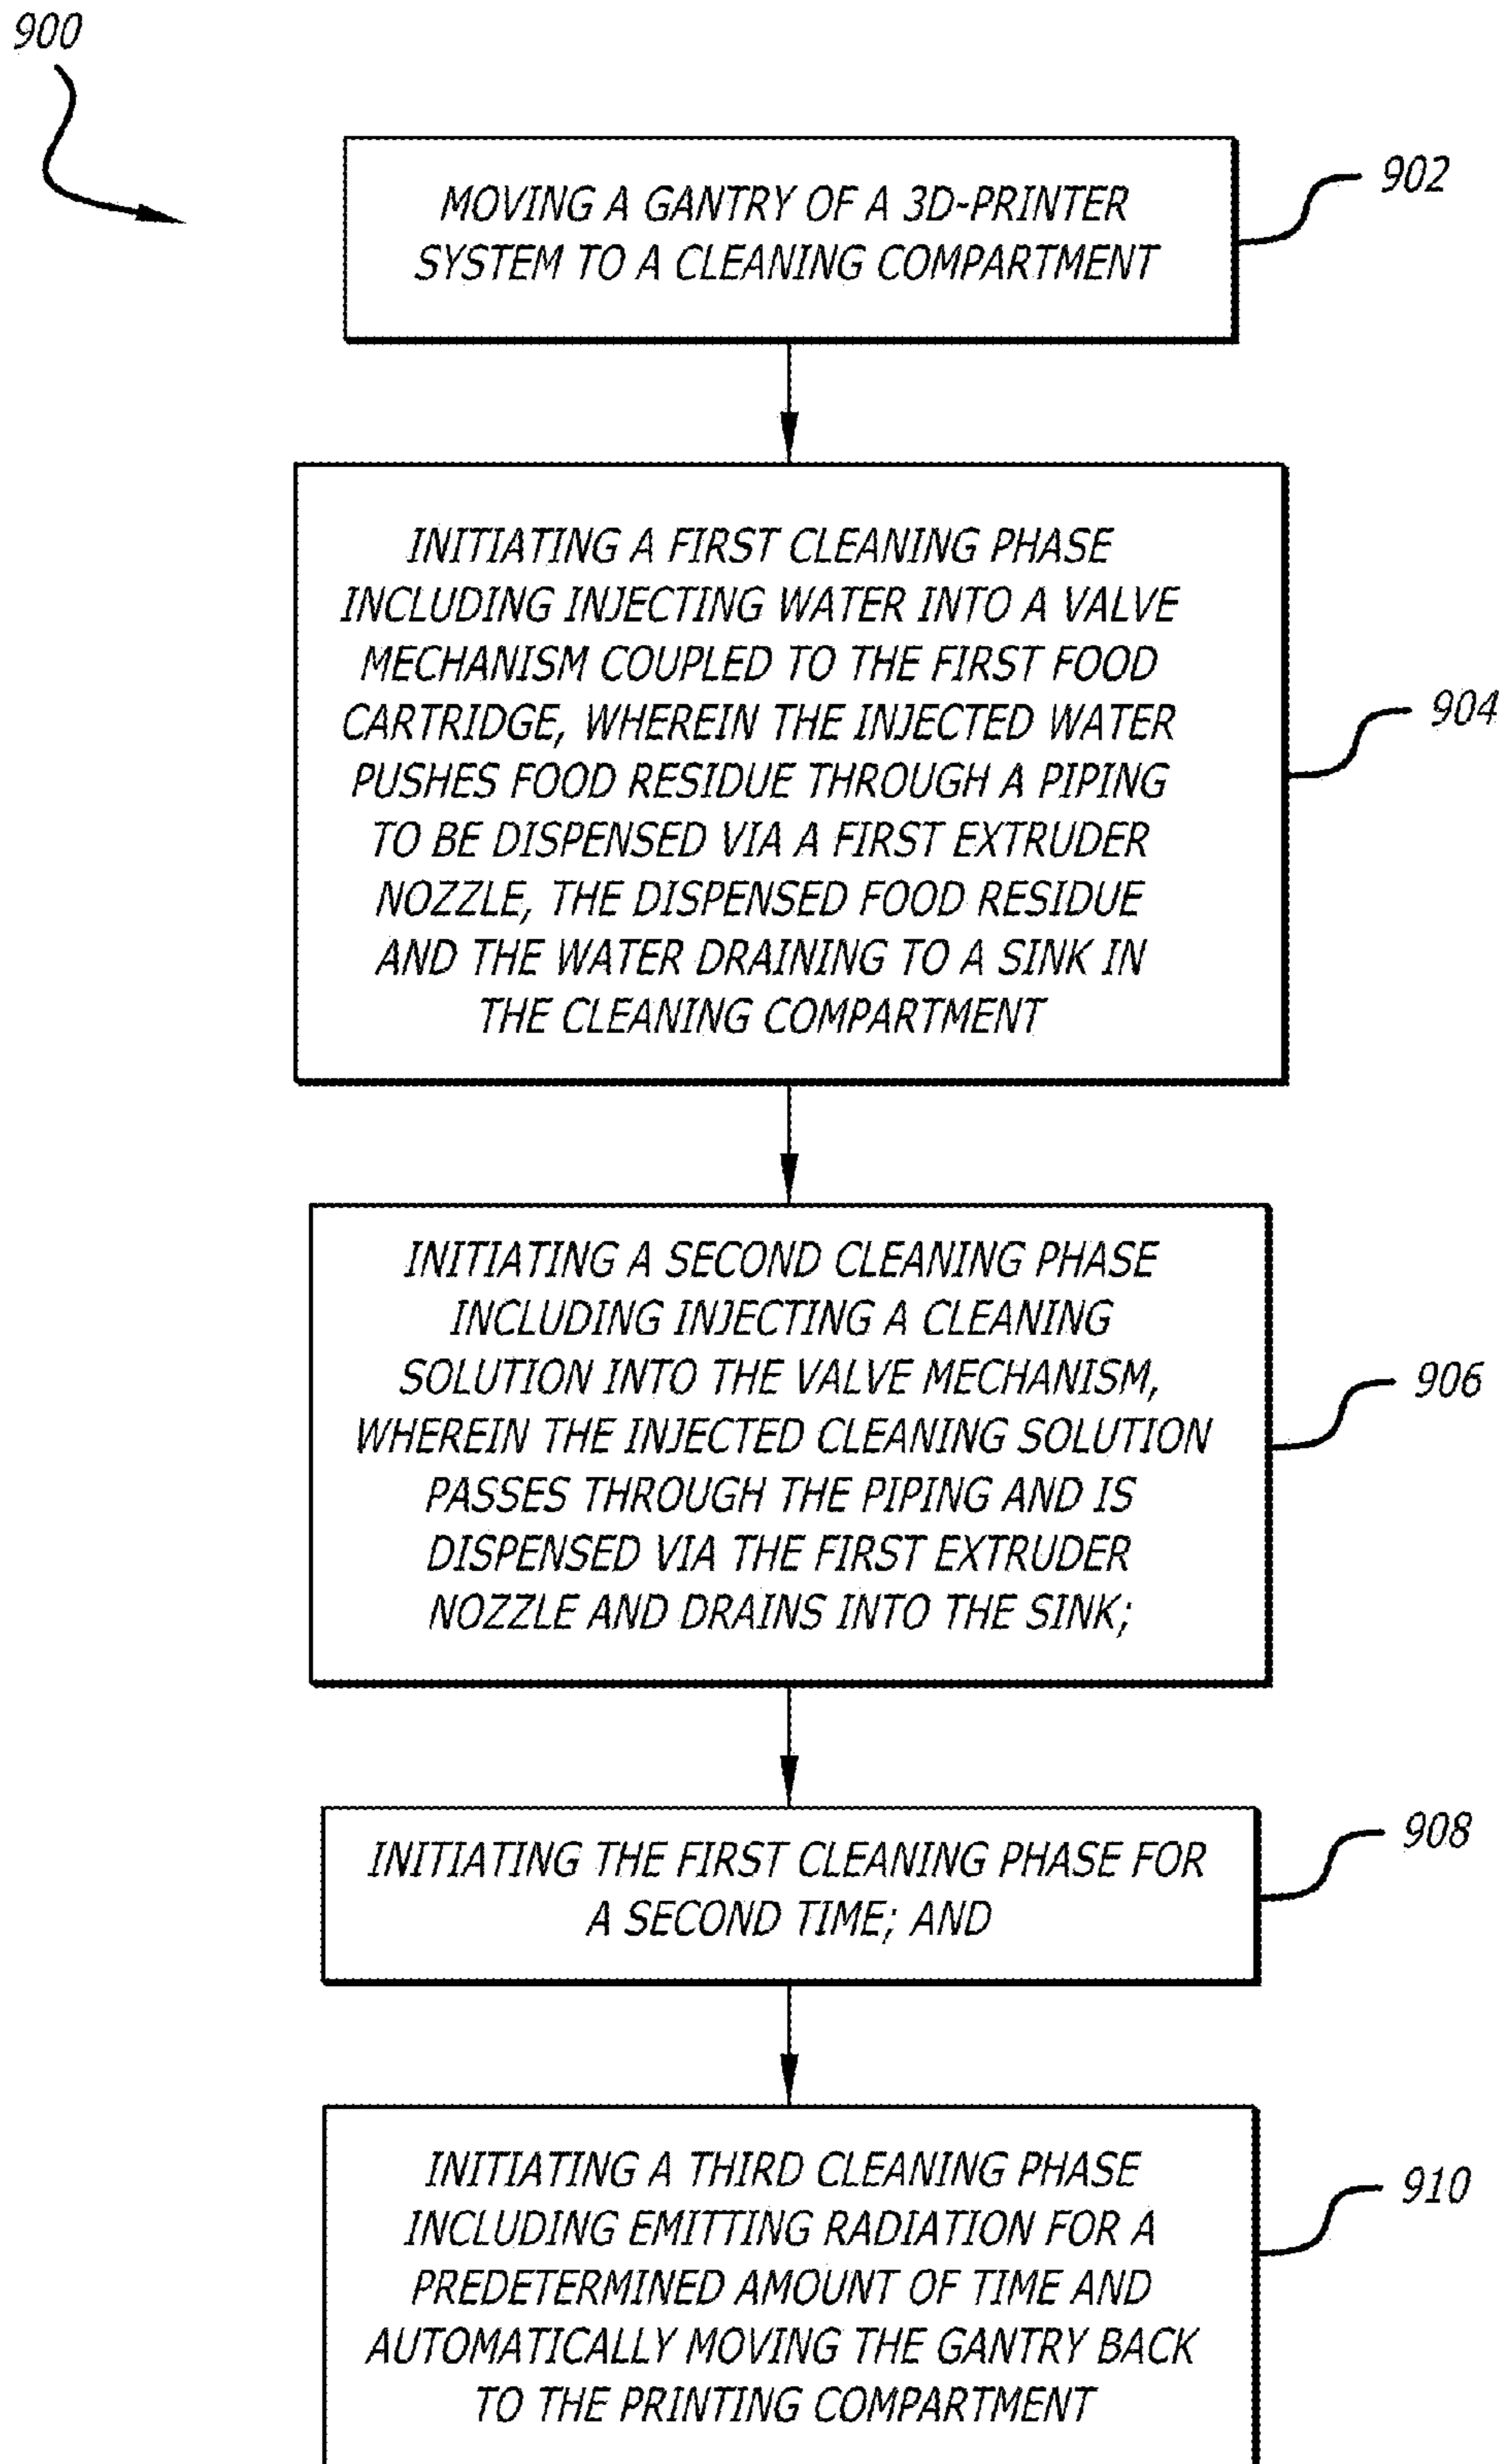 900
MOVING A GANTRY OF A 3D-PRINTER
SYSTEM TO A CLEANING COMPARTMENT
902
INITIATING A FIRST CLEANING PHASE
INCLUDING INJECTING WATER INTO A VALVE
MECHANISM COUPLED TO THE FIRST FOOD
CARTRIDGE, WHEREIN THE INJECTED WATER
PUSHES FOOD RESIDUE THROUGH A PIPING
TO BE DISPENSED VIA A FIRST EXTRUDER
NOZZLE, THE DISPENSED FOOD RESIDUE
AND THE WATER DRAINING TO A SINK IN
THE CLEANING COMPARTMENT
904
INITIATING A SECOND CLEANING PHASE
INCLUDING INJECTING A CLEANING
SOLUTION INTO THE VALVE MECHANISM,
WHEREIN THE INJECTED CLEANING SOLUTION
PASSES THROUGH THE PIPING AND IS
DISPENSED VIA THE FIRST EXTRUDER
NOZZLE AND DRAINS INTO THE SINK;
906
INITIATING THE FIRST CLEANING PHASE FOR
A SECOND TIME; AND
908
INITIATING A THIRD CLEANING PHASE
INCLUDING EMITTING RADIATION FOR A
PREDETERMINED AMOUNT OF TIME AND
AUTOMATICALLY MOVING THE GANTRY BACK
TO THE PRINTING COMPARTMENT
910